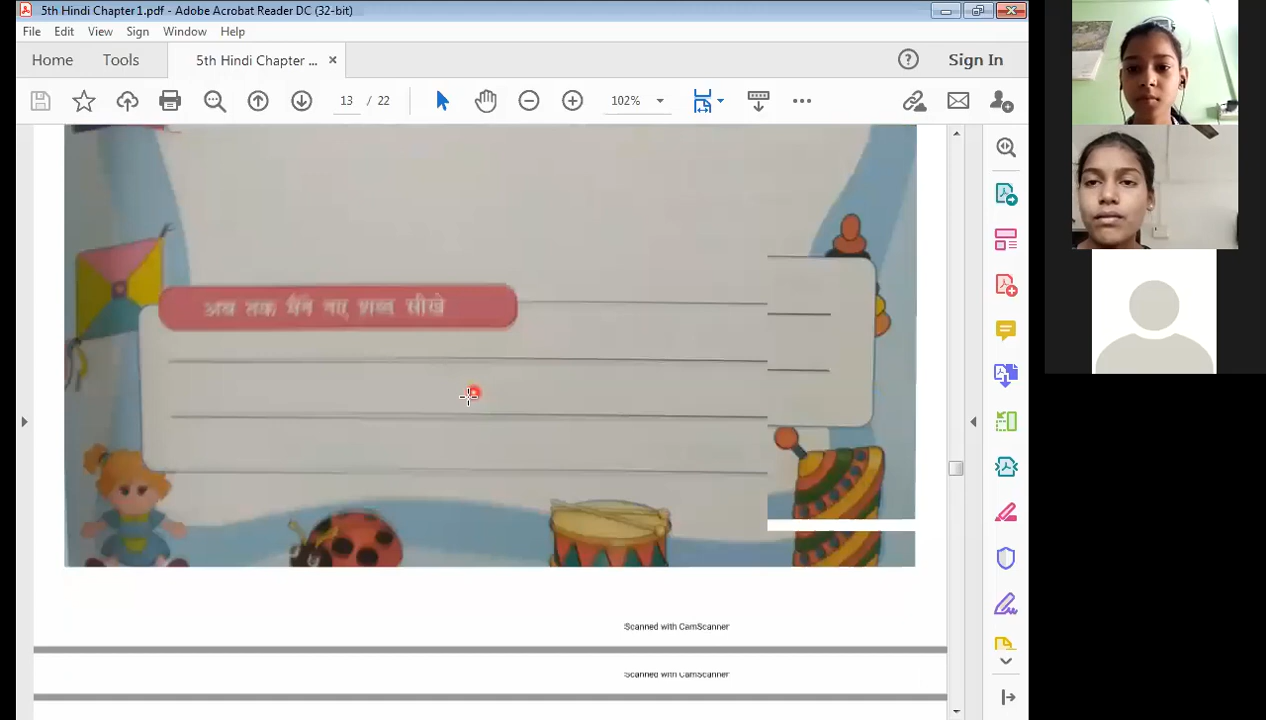 5th Hindi Chapter 1.pdf - Adobe Acrobat Reader DC (32-bit)
File Edit View Sign Window Help
Home Tools 5th Hindi Chapter ... × Sign In
13 / 22 102%
अब तक मैंने नए शब्द सीखे
Scanned with CamScanner
Scanned with CamScanner